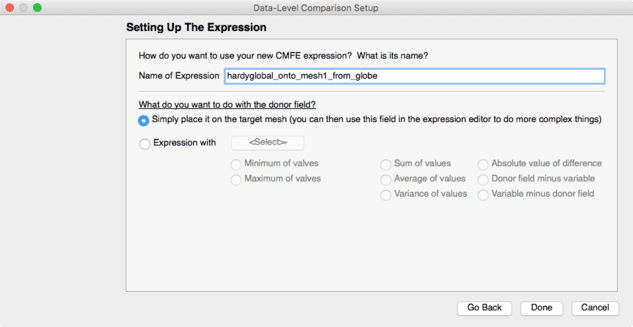 Data-Level Comparison Setup
Setting Up The Expression
How do you want to use your new CMFE expression? What is its name?
Name of Expression hardyglobal_onto_mesh1_from_globe
What do you want to do with the donor field?
Simply place it on the target mesh (you can then use this field in the expression editor to do more complex things)
Expression with <Select>
Minimum of valves Sum of values Absolute value of difference
Maximum of valves Average of values Donor field minus variable
Variance of values Variable minus donor field
Go Back Done Cancel